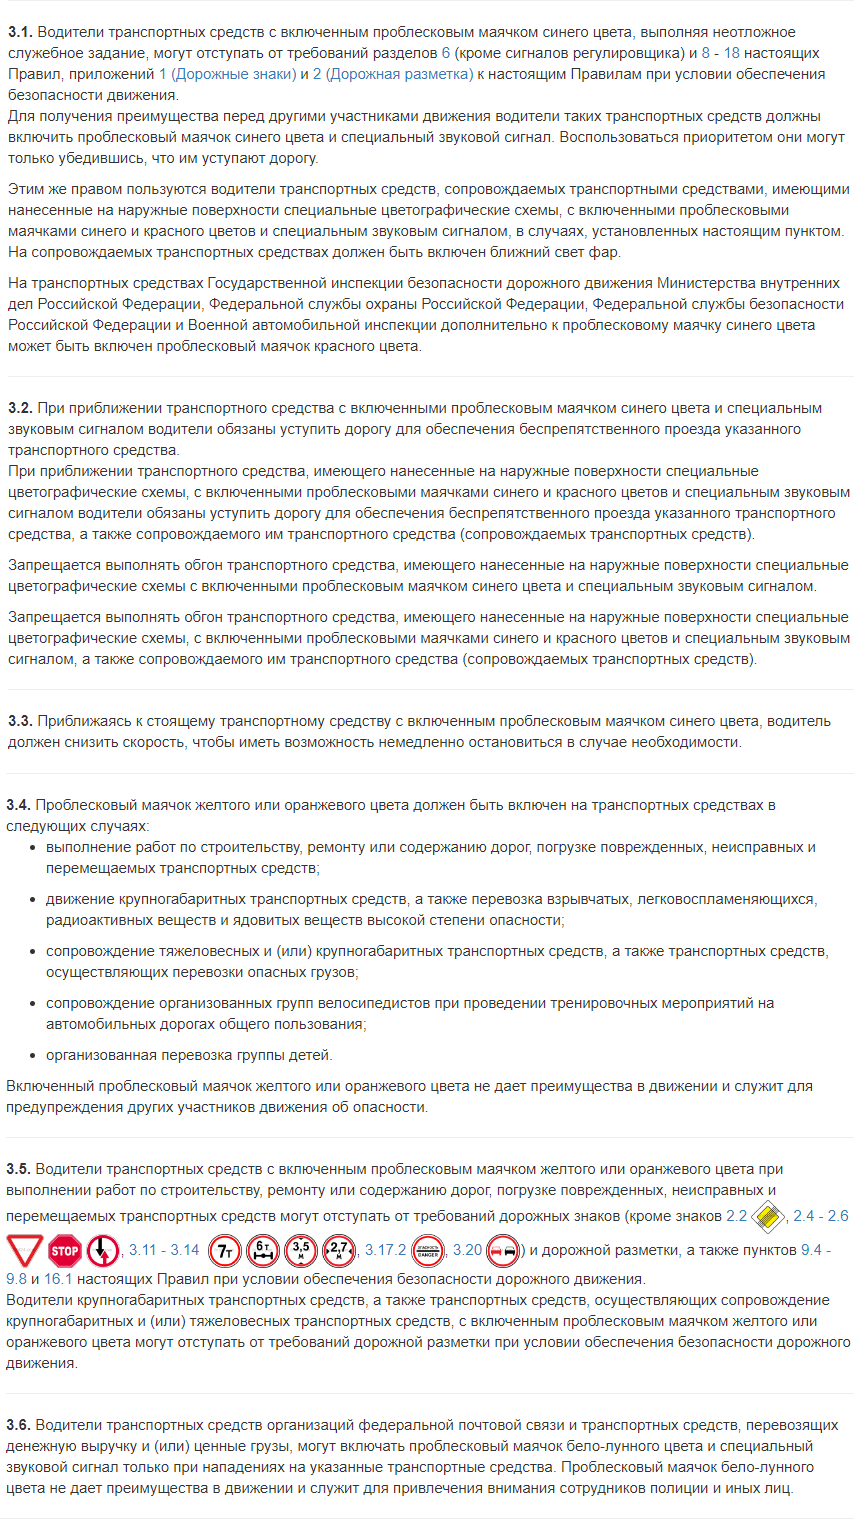 3.1. Водители транспортных средств с включенным проблесковым маячком синего цвета, выполняя неотложное
служебное задание, могут отступать от требований разделов 6 (кроме сигналов регулировщика) и 8 - 18 настоящих
Правил, приложений 1 (Дорожные знаки) и 2 (Дорожная разметка) к настоящим Правилам при условии обеспечения
безопасности движения.
Для получения преимущества перед другими участниками движения водители таких транспортных средств должны
включить проблесковый маячок синего цвета и специальный звуковой сигнал. Воспользоваться приоритетом они могут
только убедившись, что им уступают дорогу.
Этим же правом пользуются водители транспортных средств, сопровождаемых транспортными средствами, имеющими
нанесенные на наружные поверхности специальные цветографические схемы, с включенными проблесковыми
маячками синего и красного цветов и специальным звуковым сигналом, в случаях, установленных настоящим пунктом.
На сопровождаемых транспортных средствах должен быть включен ближний свет фар.
На транспортных средствах Государственной инспекции безопасности дорожного движения Министерства внутренних
дел Российской Федерации, Федеральной службы охраны Российской Федерации, Федеральной службы безопасности
Российской Федерации и Военной автомобильной инспекции дополнительно к проблесковому маячку синего цвета
может быть включен проблесковый маячок красного цвета.
3.2. При приближении транспортного средства с включенными проблесковым маячком синего цвета и специальным
звуковым сигналом водители обязаны уступить дорогу для обеспечения беспрепятственного проезда указанного
транспортного средства.
При приближении транспортного средства, имеющего нанесенные на наружные поверхности специальные
цветографические схемы, с включенными проблесковыми маячками синего и красного цветов и специальным звуковым
сигналом водители обязаны уступить дорогу для обеспечения беспрепятственного проезда указанного транспортного
средства, а также сопровождаемого им транспортного средства (сопровождаемых транспортных средств).
Запрещается выполнять обгон транспортного средства, имеющего нанесенные на наружные поверхности специальные
цветографические схемы с включенными проблесковым маячком синего цвета и специальным звуковым сигналом.
Запрещается выполнять обгон транспортного средства, имеющего нанесенные на наружные поверхности специальные
цветографические схемы, с включенными проблесковыми маячками синего и красного цветов и специальным звуковым
сигналом, а также сопровождаемого им транспортного средства (сопровождаемых транспортных средств).
3.3. Приближаясь к стоящему транспортному средству с включенным проблесковым маячком синего цвета, водитель
должен снизить скорость, чтобы иметь возможность немедленно остановиться в случае необходимости.
3.4. Проблесковый маячок желтого или оранжевого цвета должен быть включен на транспортных средствах в
следующих случаях:
• выполнение работ по строительству, ремонту или содержанию дорог, погрузке поврежденных, неисправных и
перемещаемых транспортных средств;
• движение крупногабаритных транспортных средств, а также перевозка взрывчатых, легковоспламеняющихся,
радиоактивных веществ и ядовитых веществ высокой степени опасности;
• сопровождение тяжеловесных и (или) крупногабаритных транспортных средств, а также транспортных средств,
осуществляющих перевозки опасных грузов;
• сопровождение организованных групп велосипедистов при проведении тренировочных мероприятий на
автомобильных дорогах общего пользования;
• организованная перевозка группы детей.
Включенный проблесковый маячок желтого или оранжевого цвета не дает преимущества в движении и служит для
предупреждения других участников движения об опасности.
3.5. Водители транспортных средств с включенным проблесковым маячком желтого или оранжевого цвета при
выполнении работ по строительству, ремонту или содержанию дорог, погрузке поврежденных, неисправных и
перемещаемых транспортных средств могут отступать от требований дорожных знаков (кроме знаков 2.2 , 2.4 - 2.6
STOP , 3.11 - 3.14 7т 6т 3,5 м 2,7 , 3.17.2 ОПАСНОСТЬ DANGER , 3.20 ) и дорожной разметки, а также пунктов 9.4 -
9.8 и 16.1 настоящих Правил при условии обеспечения безопасности дорожного движения.
Водители крупногабаритных транспортных средств, а также транспортных средств, осуществляющих сопровождение
крупногабаритных и (или) тяжеловесных транспортных средств, с включенным проблесковым маячком желтого или
оранжевого цвета могут отступать от требований дорожной разметки при условии обеспечения безопасности дорожного
движения.
3.6. Водители транспортных средств организаций федеральной почтовой связи и транспортных средств, перевозящих
денежную выручку и (или) ценные грузы, могут включать проблесковый маячок бело-лунного цвета и специальный
звуковой сигнал только при нападениях на указанные транспортные средства. Проблесковый маячок бело-лунного
цвета не дает преимущества в движении и служит для привлечения внимания сотрудников полиции и иных лиц.